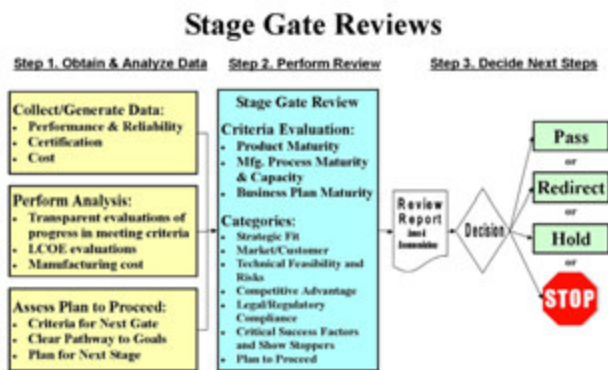 Stage Gate Reviews
Step 1. Obtain & Analyze Data
Step 2. Perform Review
Step 3. Decide Next Steps
Collect/Generate Data:
• Performance & Reliability
• Certification
• Cost
Perform Analysis:
• Transparent evaluations of
progress in meeting criteria
• LCOE evaluations
• Manufacturing cost
Assess Plan to Proceed:
• Criteria for Next Gate
• Clear Pathway to Goals
• Plan for Next Stage
Stage Gate Review
Criteria Evaluation:
• Product Maturity
• Mfg. Process Maturity
& Capacity
• Business Plan Maturity
Categories:
• Strategic Fit
• Market/Customer
• Technical Feasibility and
Risks
• Competitive Advantage
• Legal/Regulatory
Compliance
• Critical Success Factors
and Show Stoppers
• Plan to Proceed
Review
Report
Decision
Pass
or
Redirect
or
Hold
or
STOP